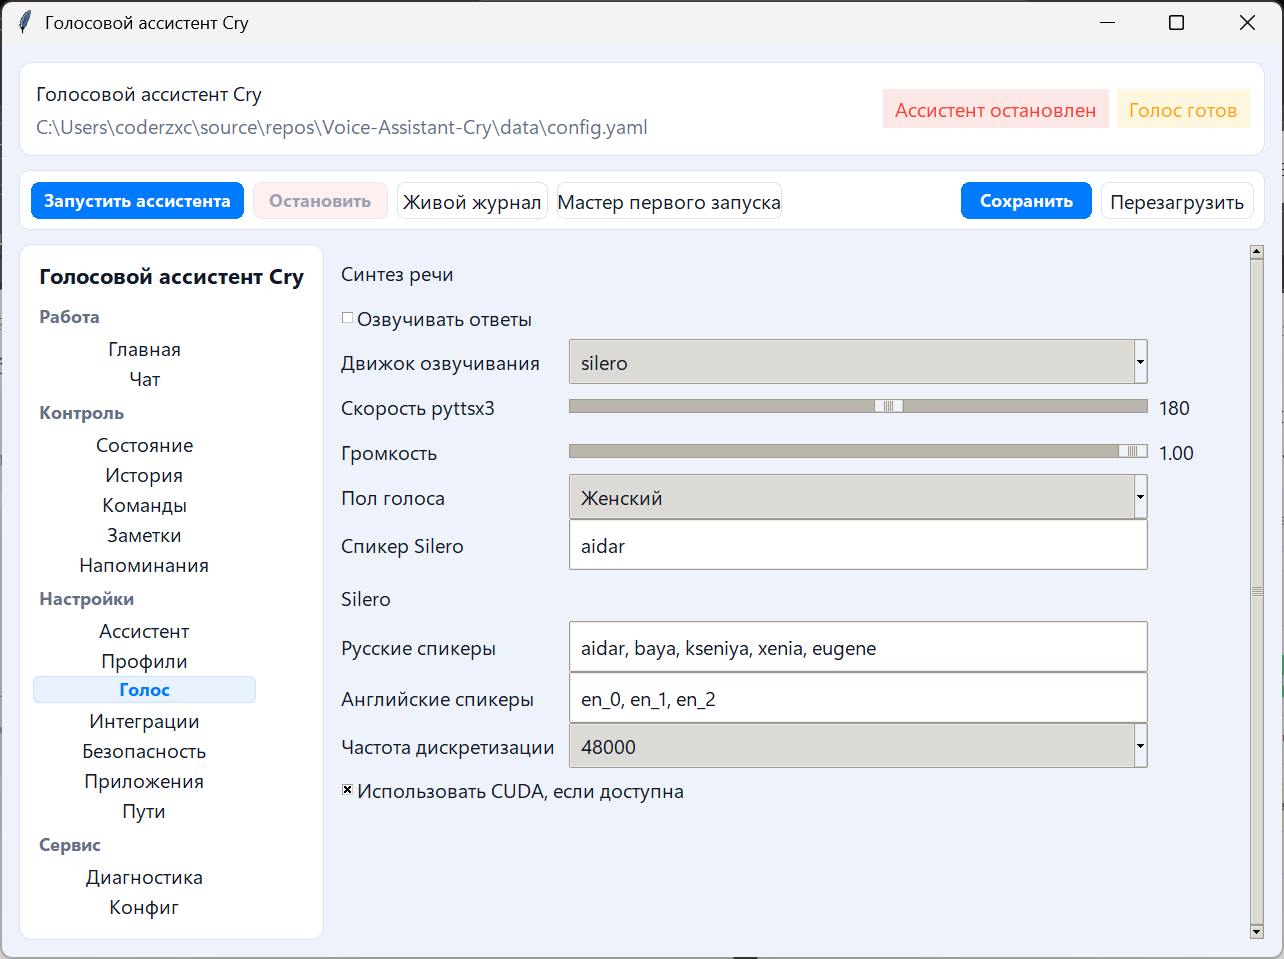 Голосовой ассистент Cry
Голосовой ассистент Cry
C:\Users\coderzxc\source\repos\Voice-Assistant-Cry\data\config.yaml
Ассистент остановлен
Голос готов
Запустить ассистента
Остановить
Живой журнал
Мастер первого запуска
Сохранить
Перезагрузить
Голосовой ассистент Cry
Работа
Главная
Чат
Контроль
Состояние
История
Команды
Заметки
Напоминания
Настройки
Ассистент
Профили
Голос
Интеграции
Безопасность
Приложения
Пути
Сервис
Диагностика
Конфиг
Синтез речи
Озвучивать ответы
Движок озвучивания silero
Скорость pyttsx3 180
Громкость 1.00
Пол голоса Женский
Спикер Silero aidar
Silero
Русские спикеры aidar, baya, kseniya, xenia, eugene
Английские спикеры en_0, en_1, en_2
Частота дискретизации 48000
Использовать CUDA, если доступна